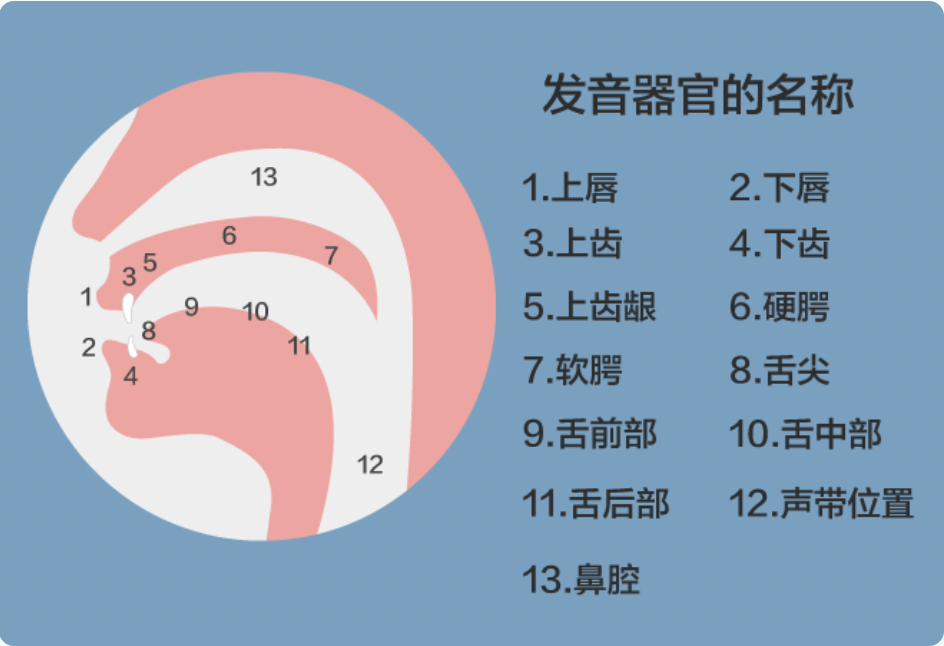 发音器官的名称
13
6
7
5
3
1
9
10
8
11
2
4
12
1.上唇 2.下唇
3.上齿 4.下齿
5.上齿龈 6.硬腭
7.软腭 8.舌尖
9.舌前部 10.舌中部
11.舌后部 12.声带位置
13.鼻腔